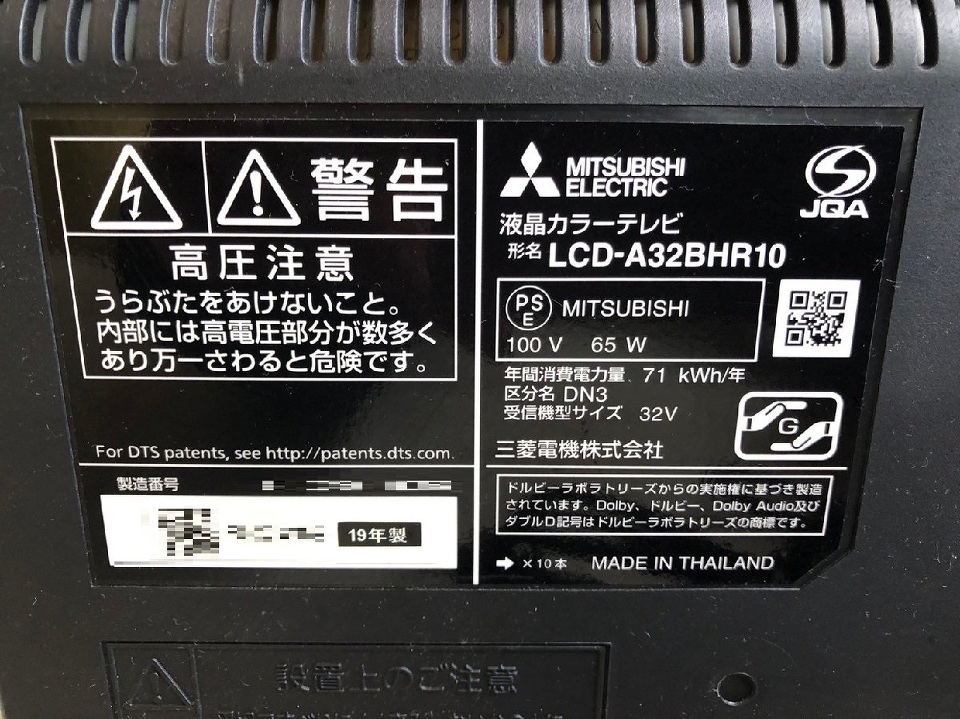 警告
高圧注意
うらぶたをあけないこと。
内部には高電圧部分が数多く
あり万一さわると危険です。
For DTS patents, see http://patents.dts.com.
製造番号
19年製
MITSUBISHI
ELECTRIC
JQA
液晶カラーテレビ
形名 LCD-A32BHR10
PS
E
MITSUBISHI
100 V 65 W
年間消費電力量 71 kWh/年
区分名 DN3
受信機型サイズ 32V
G
三菱電機株式会社
ドルビーラボラトリーズからの実施権に基づき製造
されています。Dolby、ドルビー、Dolby Audio及び
ダブルD記号はドルビーラボラトリーズの商標です。
➡ ×10本 MADE IN THAILAND
設置上のご注意